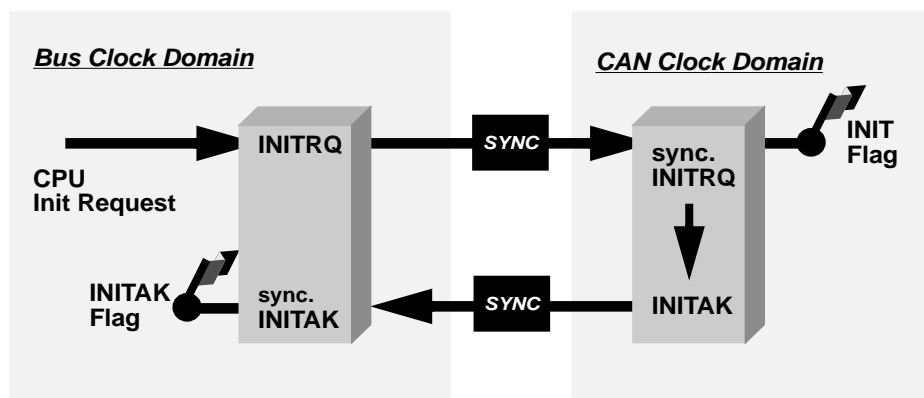 Bus Clock Domain
CPU
Init Request
INITRQ
INITAK
Flag
sync.
INITAK
SYNC
SYNC
CAN Clock Domain
sync.
INITRQ
INITAK
INIT
Flag